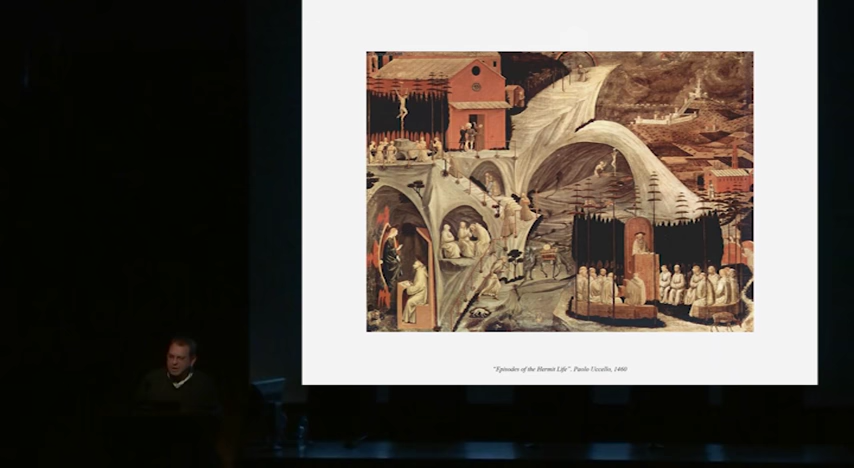 "Episodes of the Hermit Life". Paolo Uccello, 1460